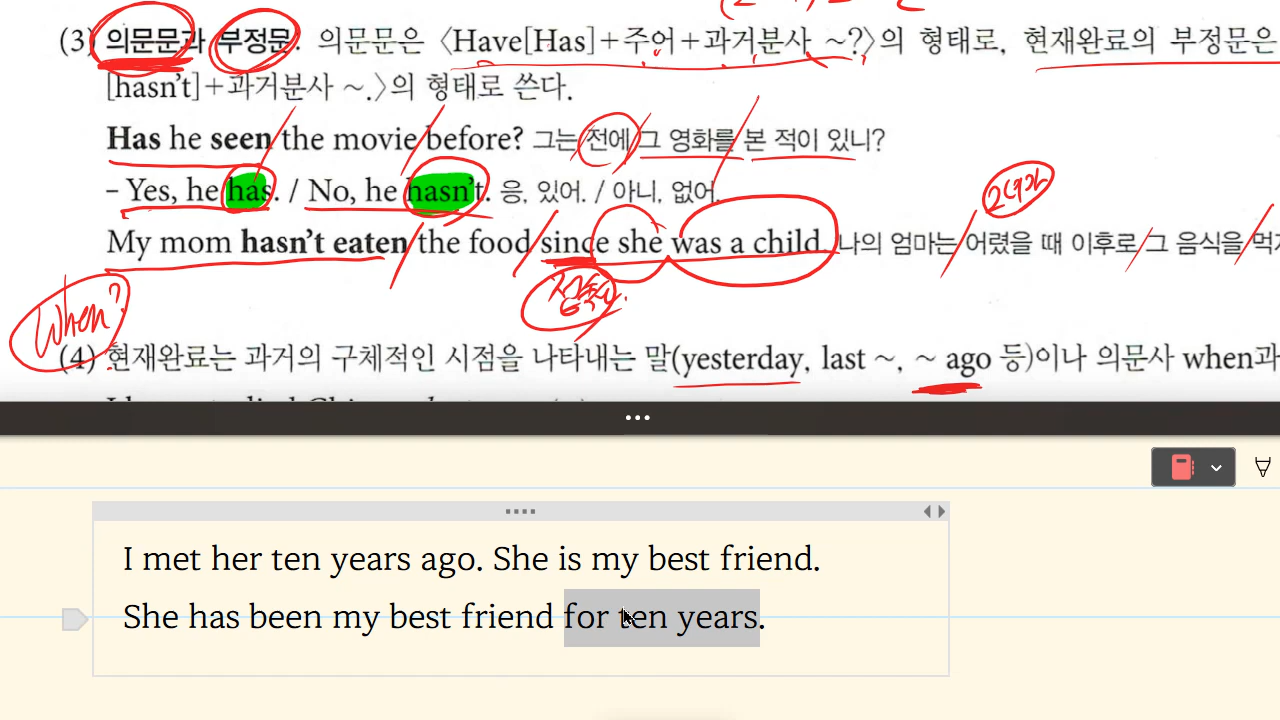 (3) 의문문과 부정문: 의문문은 〈Have[Has]+주어+과거분사 ~?〉의 형태로, 현재완료의 부정문은
[hasn't]+과거분사 ~.〉의 형태로 쓴다.
Has he seen the movie before? 그는 전에 그 영화를 본 적이 있니?
– Yes, he has. / No, he hasn't. 응, 있어. / 아니, 없어.
My mom hasn't eaten the food since she was a child. 나의 엄마는 어렸을 때 이후로 그 음식을 먹
접속사
When?
(4) 현재완료는 과거의 구체적인 시점을 나타내는 말(yesterday, last ~, ~ ago 등)이나 의문사 when과
I met her ten years ago. She is my best friend.
She has been my best friend for ten years.